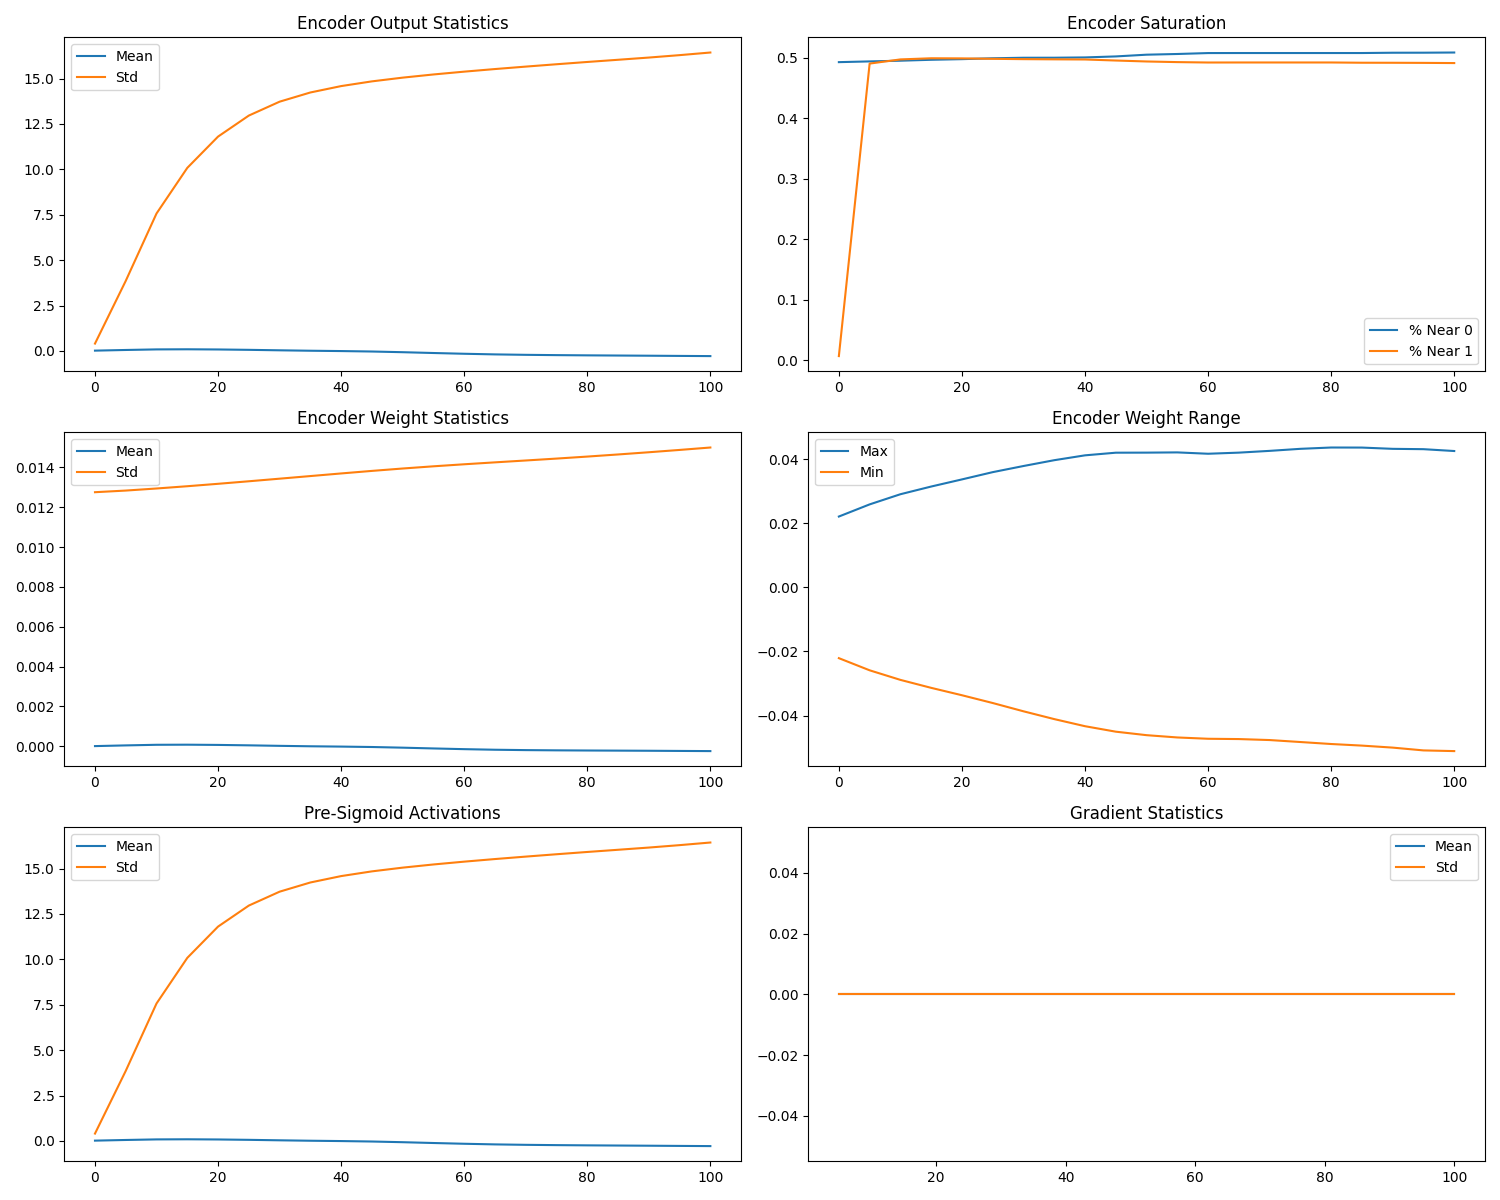 Encoder Output Statistics
Mean
Std
15.0
12.5
10.0
7.5
5.0
2.5
0.0
0 20 40 60 80 100
Encoder Saturation
0.5
0.4
0.3
0.2
0.1
0.0
% Near 0
% Near 1
0 20 40 60 80 100
Encoder Weight Statistics
Mean
Std
0.014
0.012
0.010
0.008
0.006
0.004
0.002
0.000
0 20 40 60 80 100
Encoder Weight Range
Max
Min
0.04
0.02
0.00
−0.02
−0.04
0 20 40 60 80 100
Pre-Sigmoid Activations
Mean
Std
15.0
12.5
10.0
7.5
5.0
2.5
0.0
0 20 40 60 80 100
Gradient Statistics
Mean
Std
0.04
0.02
0.00
−0.02
−0.04
20 40 60 80 100